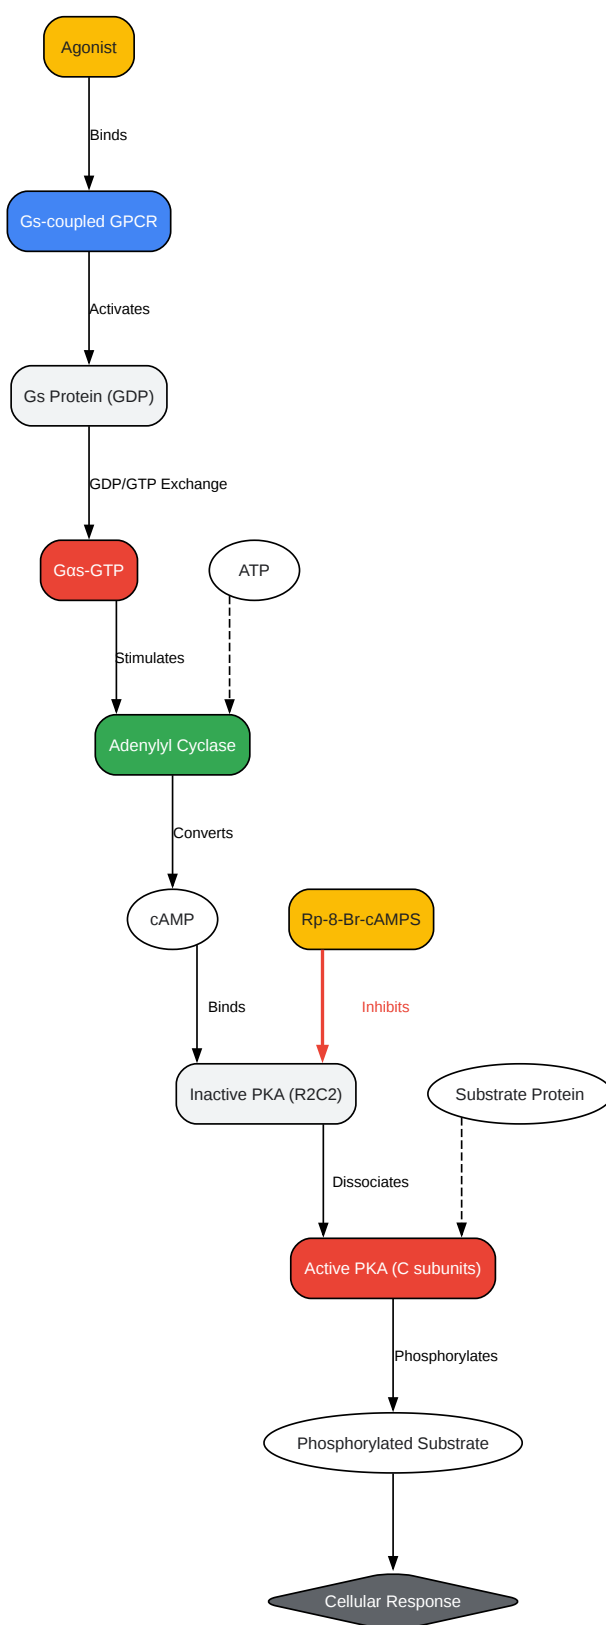 Agonist
Binds
Gs-coupled GPCR
Activates
Gs Protein (GDP)
GDP/GTP Exchange
Gαs-GTP
ATP
Stimulates
Adenylyl Cyclase
Converts
cAMP
Rp-8-Br-cAMPS
Binds
Inhibits
Inactive PKA (R2C2)
Substrate Protein
Dissociates
Active PKA (C subunits)
Phosphorylates
Phosphorylated Substrate
Cellular Response